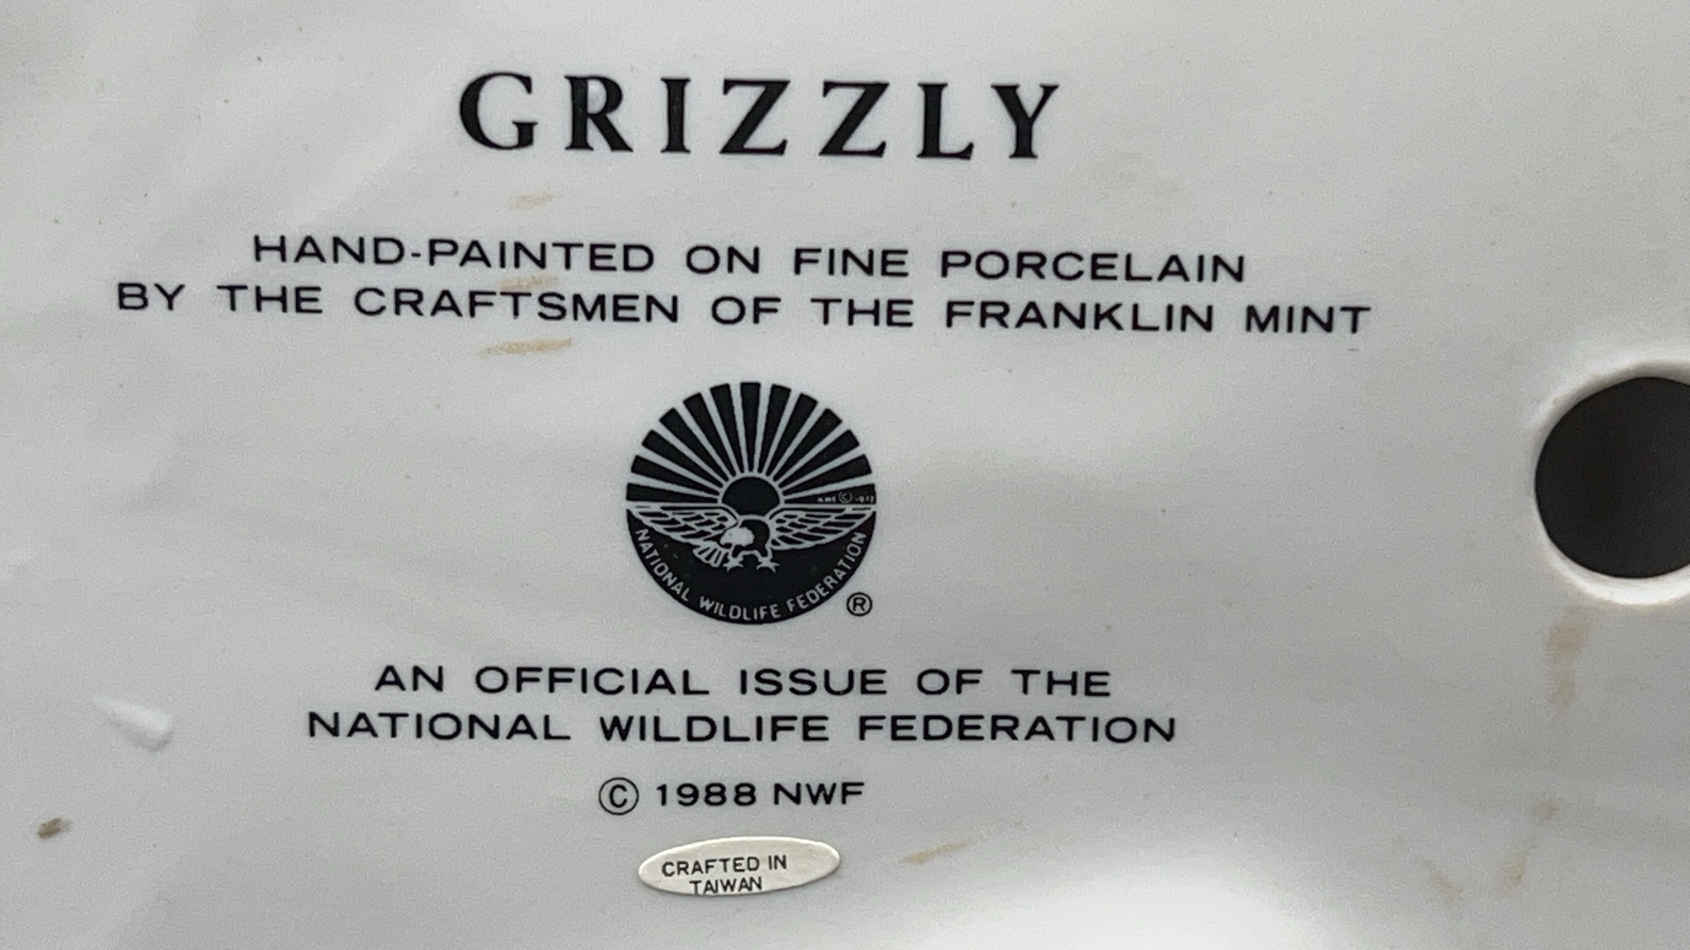 GRIZZLY
HAND-PAINTED ON FINE PORCELAIN
BY THE CRAFTSMEN OF THE FRANKLIN MINT
NATIONAL WILDLIFE FEDERATION
®
AN OFFICIAL ISSUE OF THE
NATIONAL WILDLIFE FEDERATION
© 1988 NWF
CRAFTED IN
TAIWAN